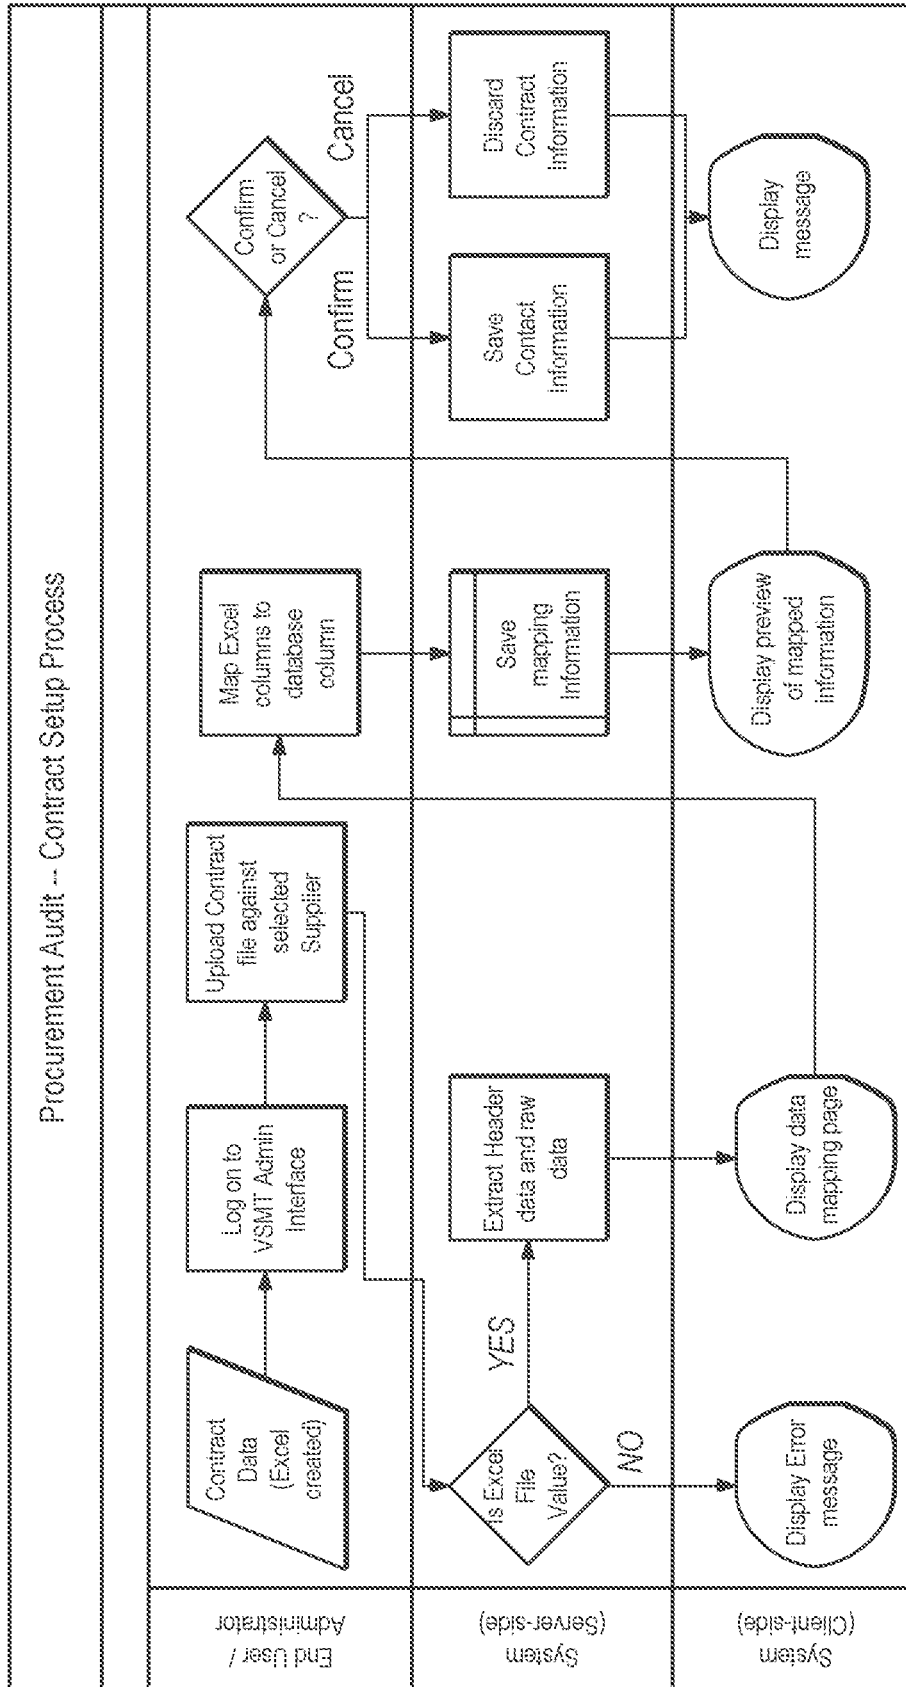 Procurement Audit -- Contract Setup Process
End User /
Administrator
Contract
Data
(Excel
created)
Log on to
VSMT Admin
Interface
Upload Contract
file against
selected
Supplier
Map Excel
columns to
database
column
Confirm
or Cancel
?
Confirm
Cancel
System
(Server-side)
Is Excel
File
Value?
YES
NO
Extract Header
data and raw
data
Save
mapping
Information
Save
Contact
Information
Discard
Contract
Information
System
(Client-side)
Display Error
message
Display data
mapping page
Display preview
of mapped
information
Display
message